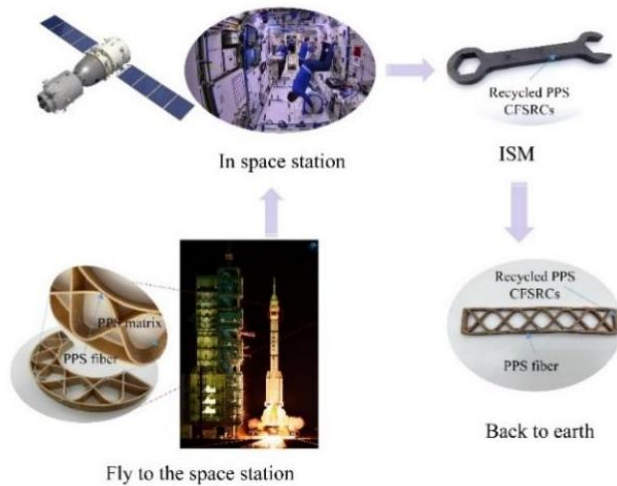 In space station
Recycled PPS
CFSRCs
ISM
PPS matrix
PPS fiber
Recycled PPS
CFSRCs
PPS fiber
Fly to the space station
Back to earth